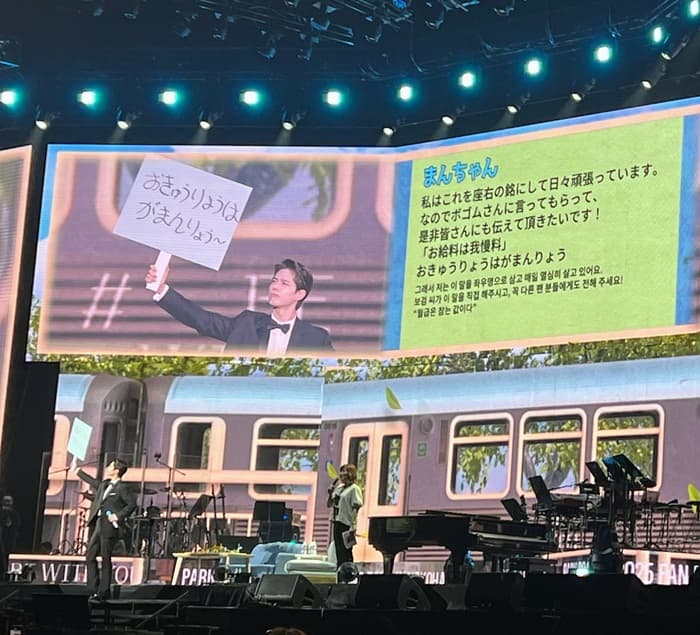 おきゅうりょうは
がまんりょう〜
まんちゃん
私はこれを座右の銘にして日々頑張っています。
なのでボゴムさんに言ってもらって、
是非皆さんにも伝えて頂きたいです！
「お給料は我慢料」
おきゅうりょうはがまんりょう
그래서 저는 이 말을 좌우명으로 삼고 매일 열심히 살고 있어요.
보검 씨가 이 말을 직접 해주시고, 꼭 다른 팬 분들에게도 전해 주세요!
"월급은 참는 값이다"
#
WITH YOU
PARK
2025 FAN